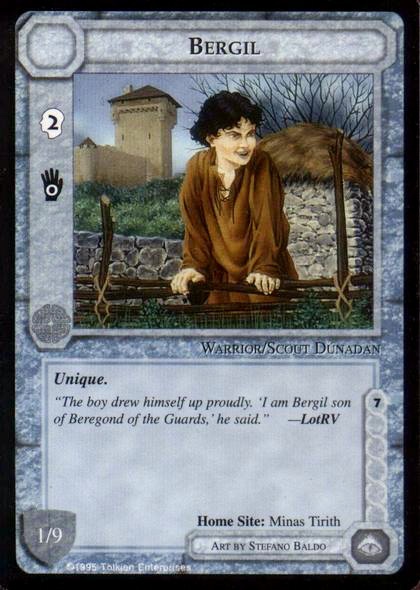 BERGIL
2
WARRIOR/SCOUT DÚNADAN
Unique.
“The boy drew himself up proudly. ‘I am Bergil son
of Beregond of the Guards,’ he said.” —LotRV
7
Home Site: Minas Tirith
1/9
ART BY STEFANO BALDO
©1995 Tolkien Enterprises